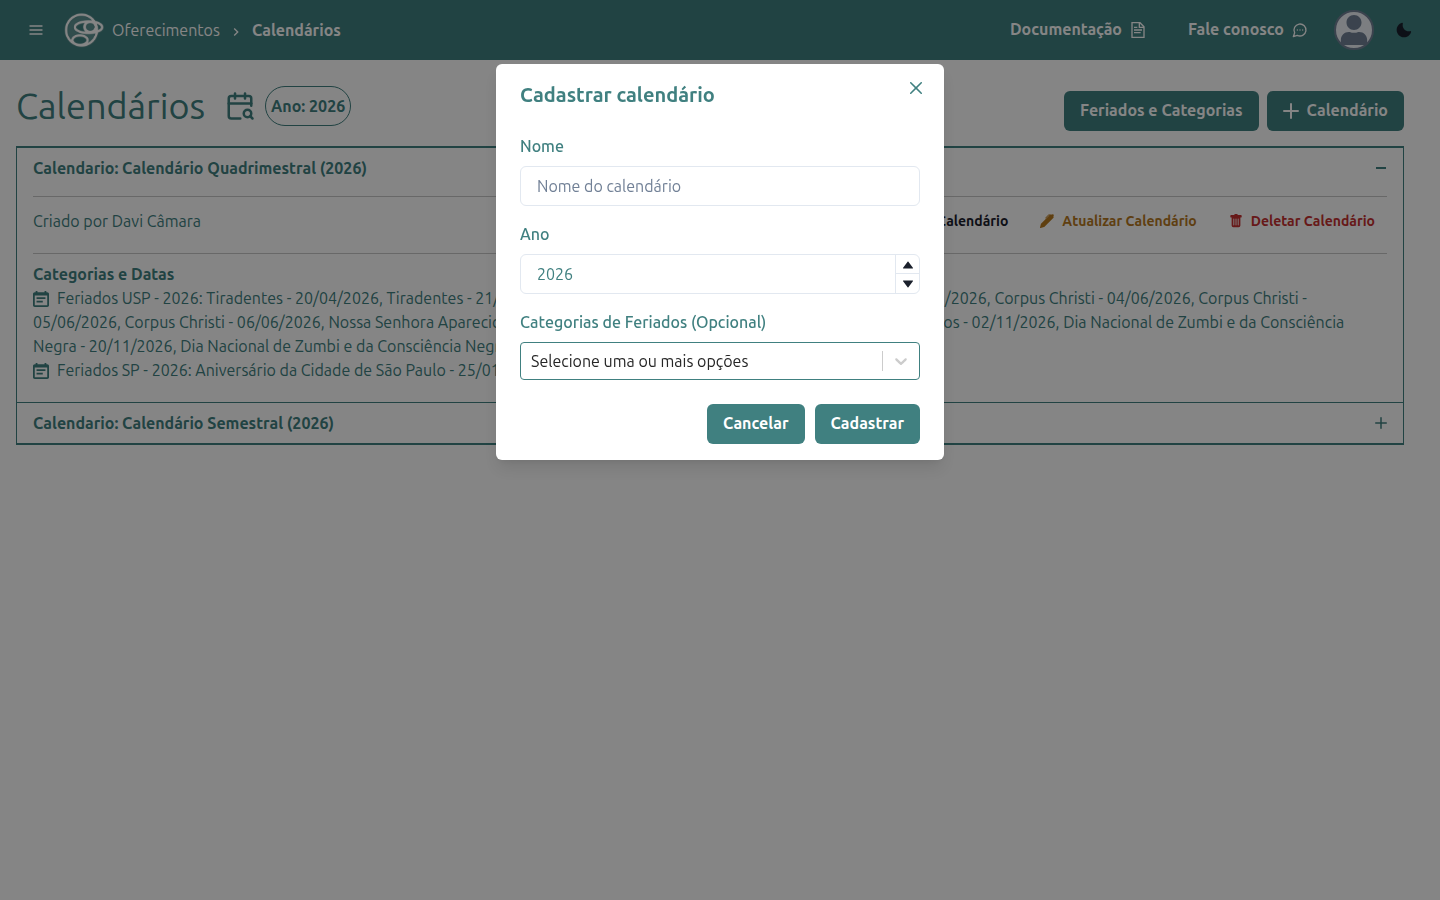 Oferecimentos › Calendários
Documentação
Fale conosco
Calendários
Ano: 2026
Feriados e Categorias
Calendário
Cadastrar calendário
Nome
Nome do calendário
Ano
2026
Categorias de Feriados (Opcional)
Selecione uma ou mais opções
Cancelar
Cadastrar
Calendario: Calendário Quadrimestral (2026)
Criado por Davi Câmara
Calendário
Atualizar Calendário
Deletar Calendário
Categorias e Datas
Feriados USP - 2026: Tiradentes - 20/04/2026, Tiradentes - 21/ /2026, Corpus Christi - 04/06/2026, Corpus Christi -
05/06/2026, Corpus Christi - 06/06/2026, Nossa Senhora Aparecid os - 02/11/2026, Dia Nacional de Zumbi e da Consciência
Negra - 20/11/2026, Dia Nacional de Zumbi e da Consciência Neg
Feriados SP - 2026: Aniversário da Cidade de São Paulo - 25/01
Calendario: Calendário Semestral (2026)